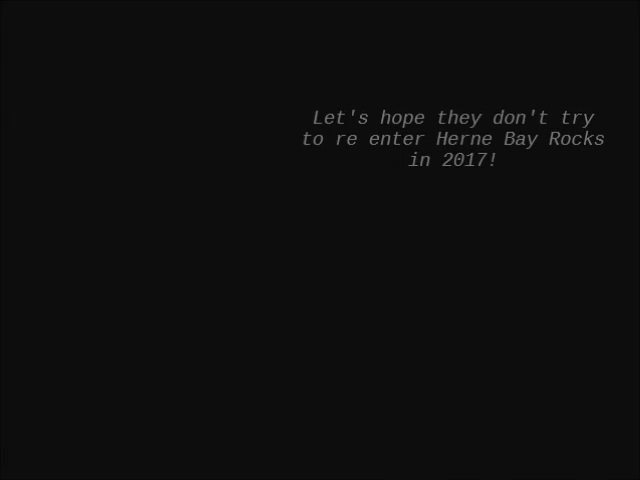 Let's hope they don't try
to re enter Herne Bay Rocks
in 2017!